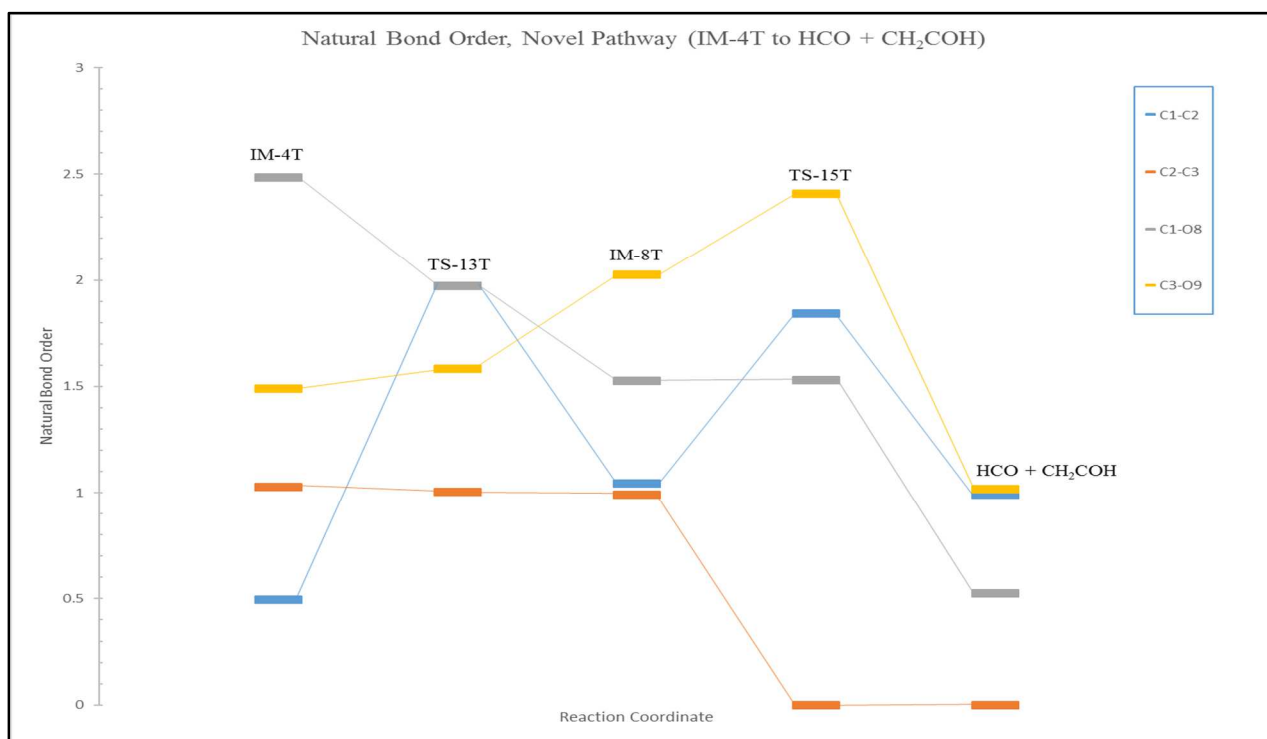 Natural Bond Order, Novel Pathway (IM-4T to HCO + CH₂COH)
3
2.5
2
1.5
1
0.5
0
Natural Bond Order
Reaction Coordinate
IM-4T
TS-13T
IM-8T
TS-15T
HCO + CH₂COH
C1-C2
C2-C3
C1-O8
C3-O9